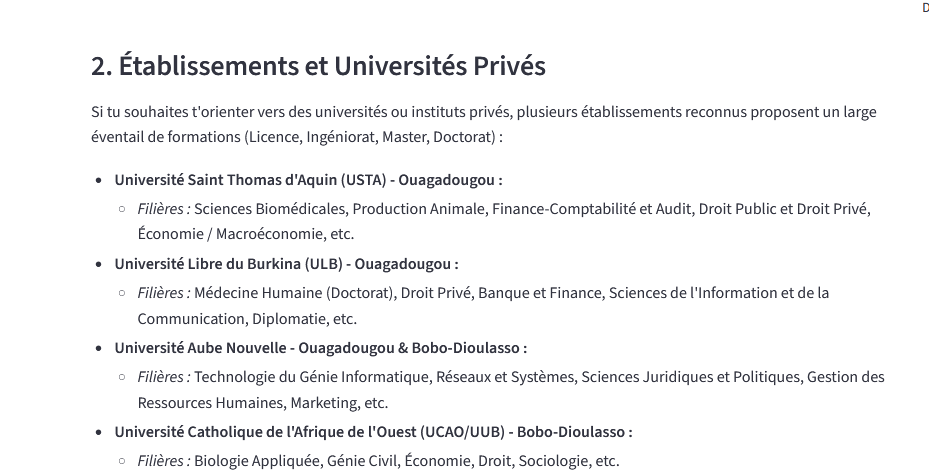 D
2. Établissements et Universités Privés
Si tu souhaites t'orienter vers des universités ou instituts privés, plusieurs établissements reconnus proposent un large
éventail de formations (Licence, Ingéniorat, Master, Doctorat) :
• Université Saint Thomas d'Aquin (USTA) - Ouagadougou :
○ Filières : Sciences Biomédicales, Production Animale, Finance-Comptabilité et Audit, Droit Public et Droit Privé,
Économie / Macroéconomie, etc.
• Université Libre du Burkina (ULB) - Ouagadougou :
○ Filières : Médecine Humaine (Doctorat), Droit Privé, Banque et Finance, Sciences de l'Information et de la
Communication, Diplomatie, etc.
• Université Aube Nouvelle - Ouagadougou & Bobo-Dioulasso :
○ Filières : Technologie du Génie Informatique, Réseaux et Systèmes, Sciences Juridiques et Politiques, Gestion des
Ressources Humaines, Marketing, etc.
• Université Catholique de l'Afrique de l'Ouest (UCAO/UUB) - Bobo-Dioulasso :
○ Filières : Biologie Appliquée, Génie Civil, Économie, Droit, Sociologie, etc.